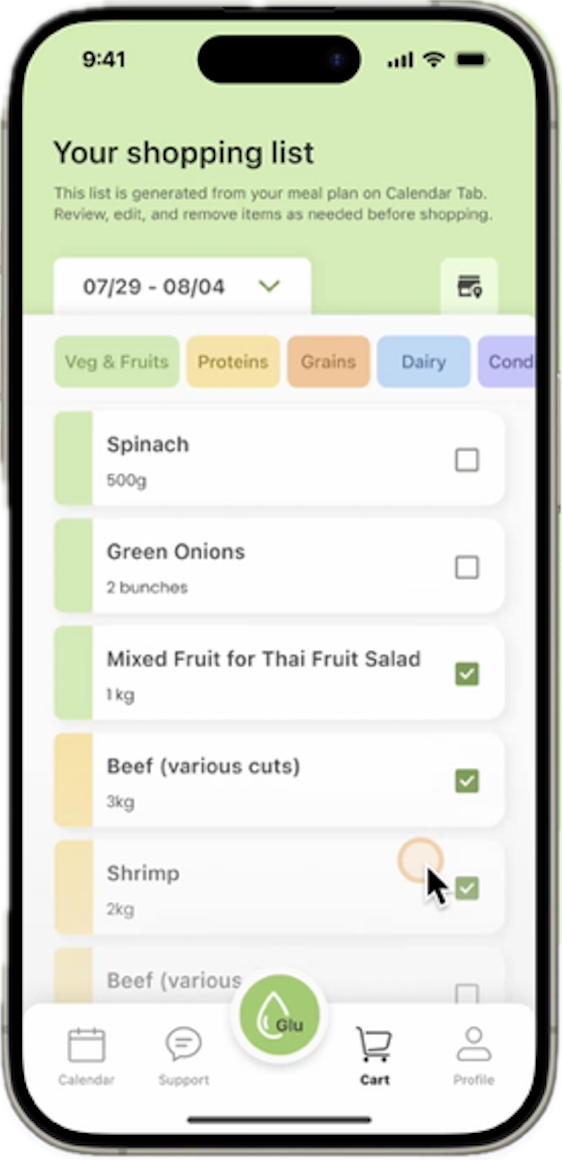 9:41
Your shopping list
This list is generated from your meal plan on Calendar Tab.
Review, edit, and remove items as needed before shopping.
07/29 - 08/04
Veg & Fruits
Proteins
Grains
Dairy
Cond
Spinach
500g
Green Onions
2 bunches
Mixed Fruit for Thai Fruit Salad
1 kg
Beef (various cuts)
3kg
Shrimp
2kg
Beef (various
Glu
Calendar
Support
Cart
Profile